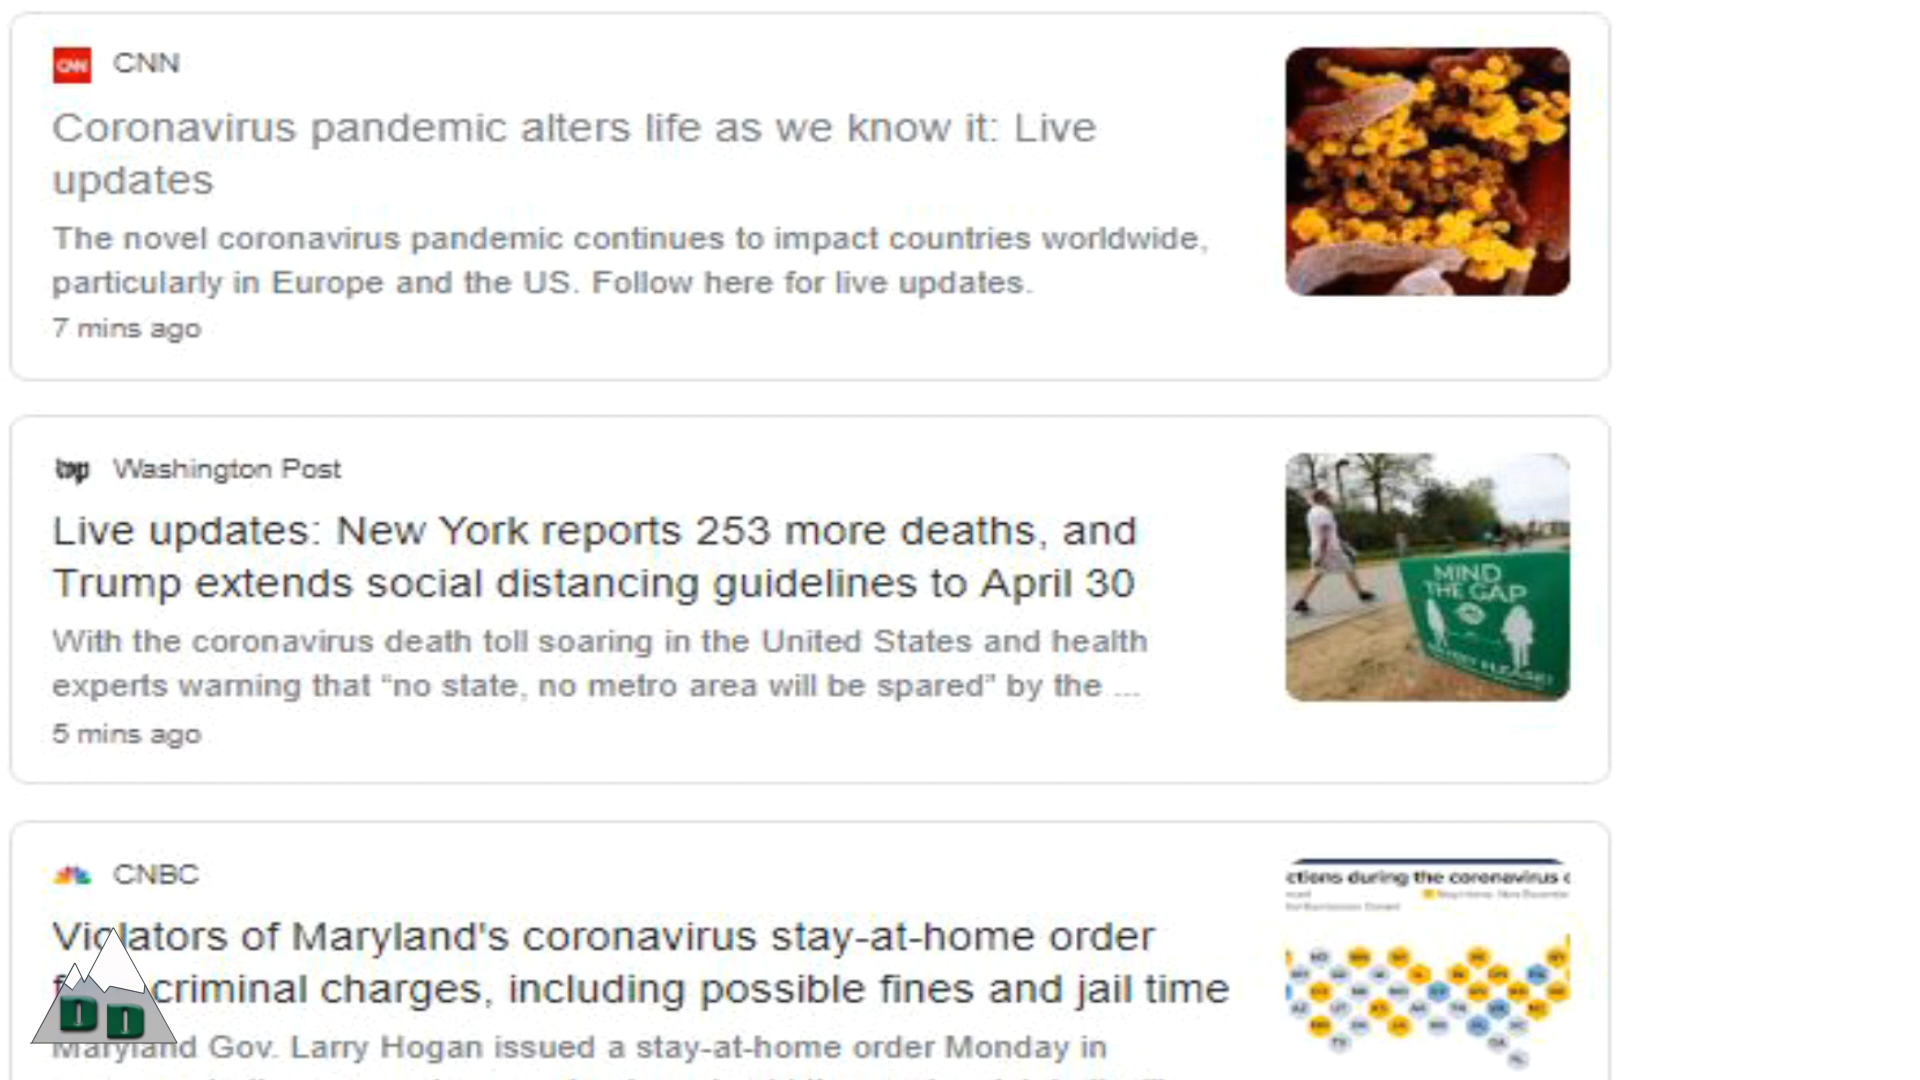 CNN
CNN
Coronavirus pandemic alters life as we know it: Live
updates
The novel coronavirus pandemic continues to impact countries worldwide,
particularly in Europe and the US. Follow here for live updates.
7 mins ago
wp
Washington Post
Live updates: New York reports 253 more deaths, and
Trump extends social distancing guidelines to April 30
With the coronavirus death toll soaring in the United States and health
experts warning that “no state, no metro area will be spared” by the ...
5 mins ago
MIND
THE GAP
PLEASE!
CNBC
Violators of Maryland's coronavirus stay-at-home order
criminal charges, including possible fines and jail time
Maryland Gov. Larry Hogan issued a stay-at-home order Monday in
ctions during the coronavirus c
D D